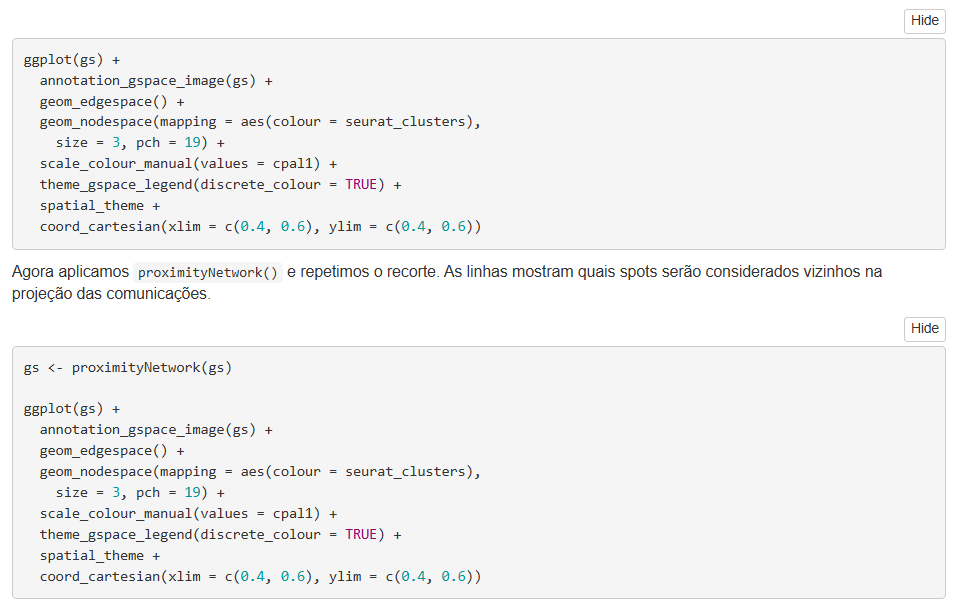 Hide
ggplot(gs) +
  annotation_gspace_image(gs) +
  geom_edgespace() +
  geom_nodespace(mapping = aes(colour = seurat_clusters),
    size = 3, pch = 19) +
  scale_colour_manual(values = cpal1) +
  theme_gspace_legend(discrete_colour = TRUE) +
  spatial_theme +
  coord_cartesian(xlim = c(0.4, 0.6), ylim = c(0.4, 0.6))
Agora aplicamos proximityNetwork() e repetimos o recorte. As linhas mostram quais spots serão considerados vizinhos na
projeção das comunicações.
Hide
gs <- proximityNetwork(gs)
ggplot(gs) +
  annotation_gspace_image(gs) +
  geom_edgespace() +
  geom_nodespace(mapping = aes(colour = seurat_clusters),
    size = 3, pch = 19) +
  scale_colour_manual(values = cpal1) +
  theme_gspace_legend(discrete_colour = TRUE) +
  spatial_theme +
  coord_cartesian(xlim = c(0.4, 0.6), ylim = c(0.4, 0.6))